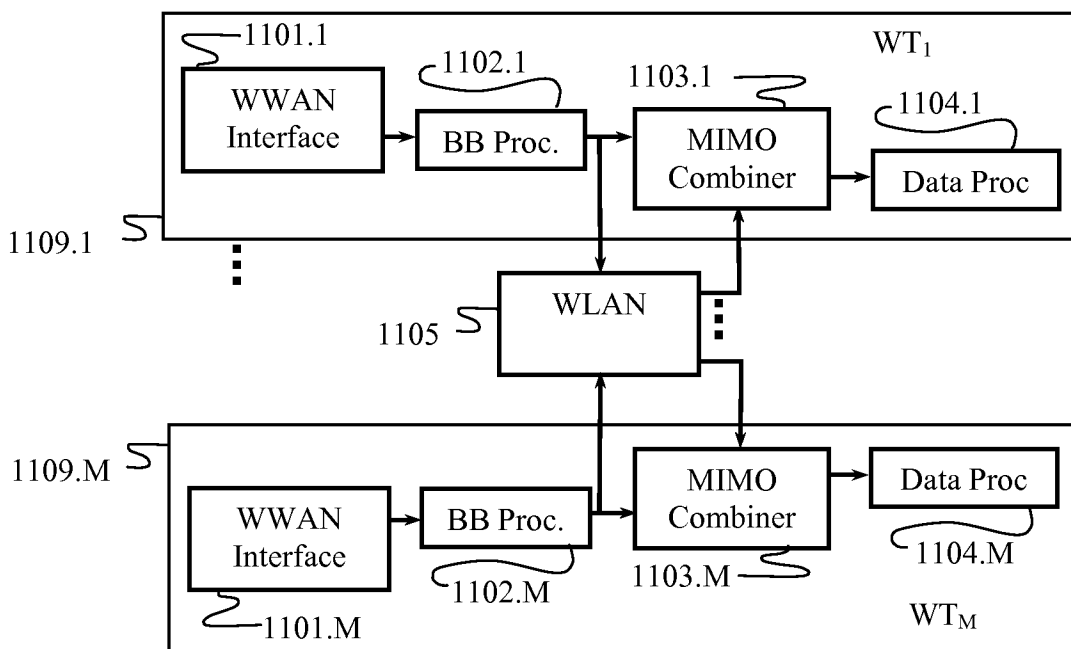 1101.1
WT1
1102.1
1103.1
1104.1
WWAN
Interface
BB Proc.
MIMO
Combiner
Data Proc
1109.1
WLAN
1105
1109.M
WWAN
Interface
BB Proc.
MIMO
Combiner
Data Proc
1104.M
1103.M
1102.M
1101.M
WTM